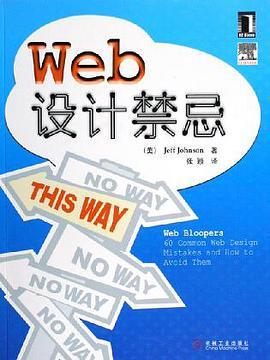 Web
设计禁忌
(美) Jeff Johnson 著
张颖 译
NO WAY
THIS WAY
NO WAY
NO WAY
NO WAY
NO WAY
Web Bloopers
60 Common Web Design
Mistakes and How to
Avoid Them
机械工业出版社
China Machine Press